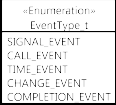 «Enumeration»
EventType_t
SIGNAL_EVENT
CALL_EVENT
TIME_EVENT
CHANGE_EVENT
COMPLETION_EVENT